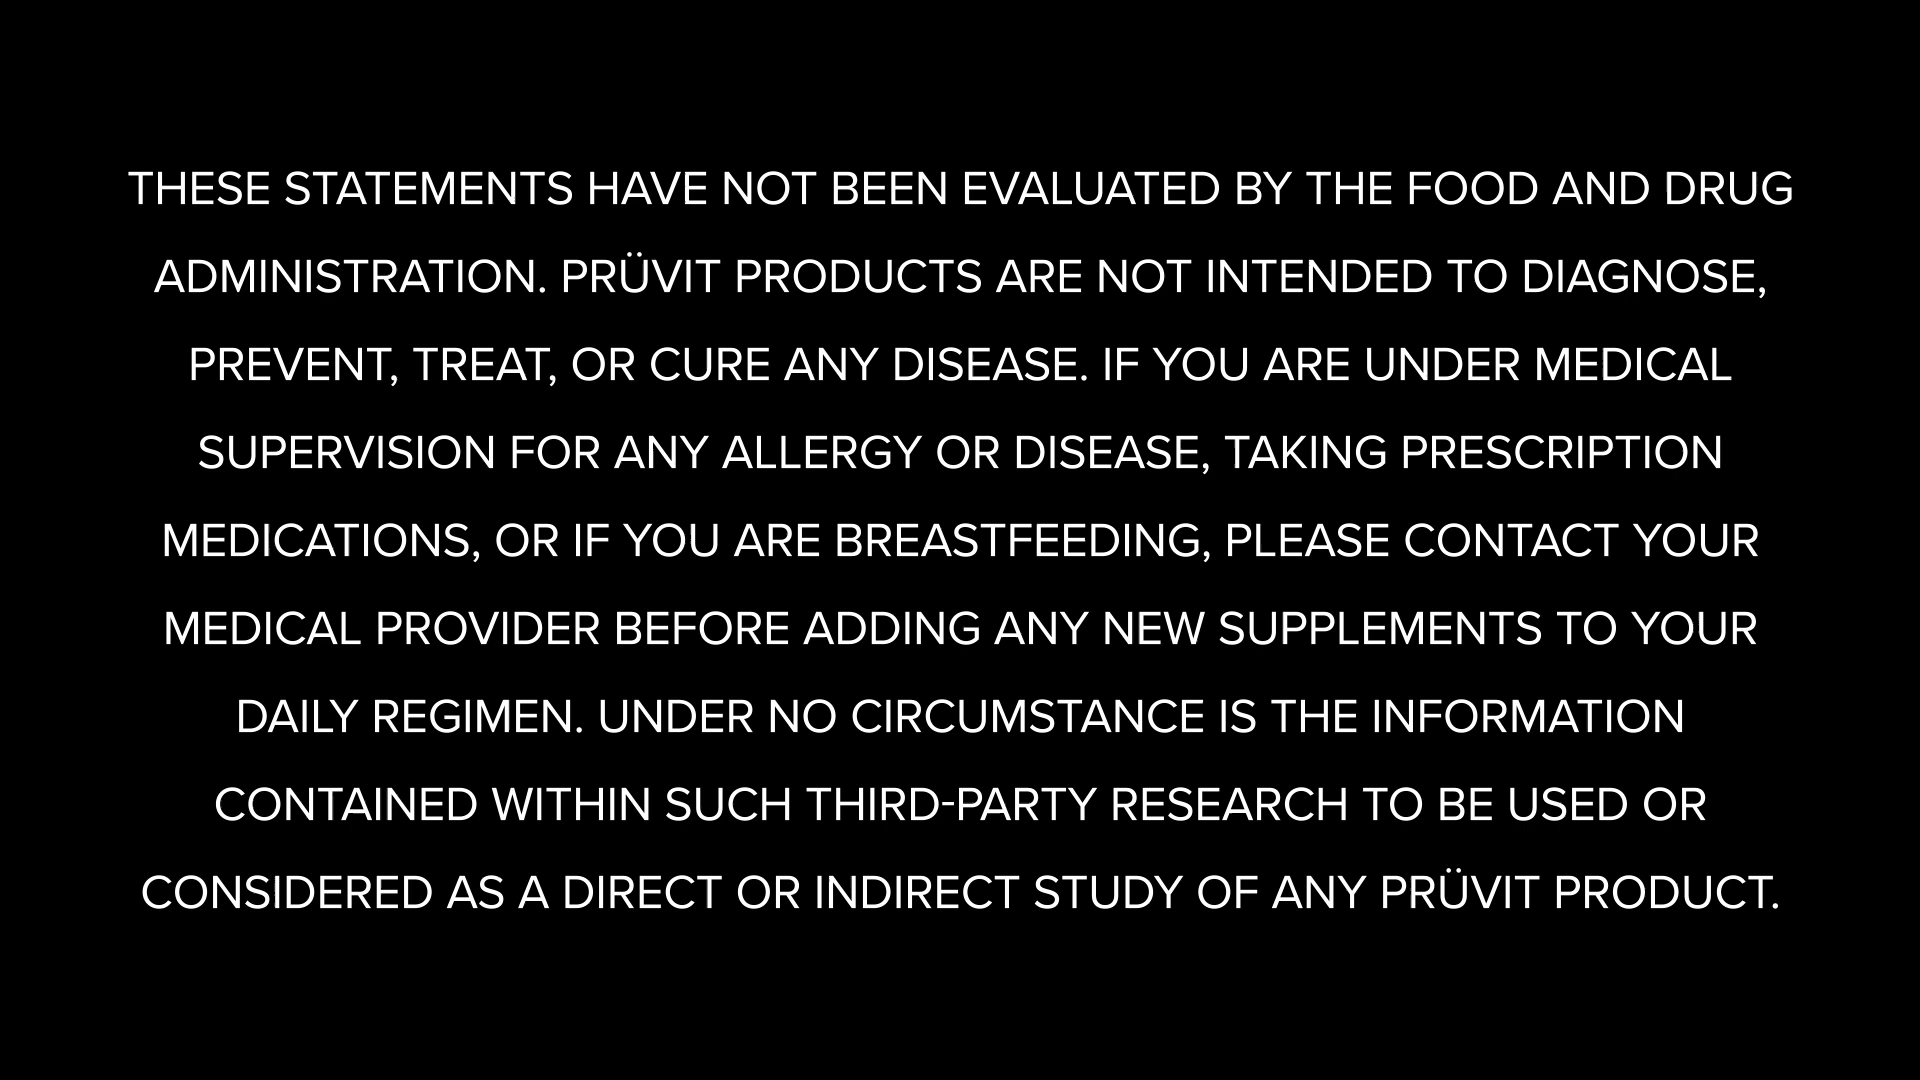 THESE STATEMENTS HAVE NOT BEEN EVALUATED BY THE FOOD AND DRUG
ADMINISTRATION. PRÜVIT PRODUCTS ARE NOT INTENDED TO DIAGNOSE,
PREVENT, TREAT, OR CURE ANY DISEASE. IF YOU ARE UNDER MEDICAL
SUPERVISION FOR ANY ALLERGY OR DISEASE, TAKING PRESCRIPTION
MEDICATIONS, OR IF YOU ARE BREASTFEEDING, PLEASE CONTACT YOUR
MEDICAL PROVIDER BEFORE ADDING ANY NEW SUPPLEMENTS TO YOUR
DAILY REGIMEN. UNDER NO CIRCUMSTANCE IS THE INFORMATION
CONTAINED WITHIN SUCH THIRD-PARTY RESEARCH TO BE USED OR
CONSIDERED AS A DIRECT OR INDIRECT STUDY OF ANY PRÜVIT PRODUCT.